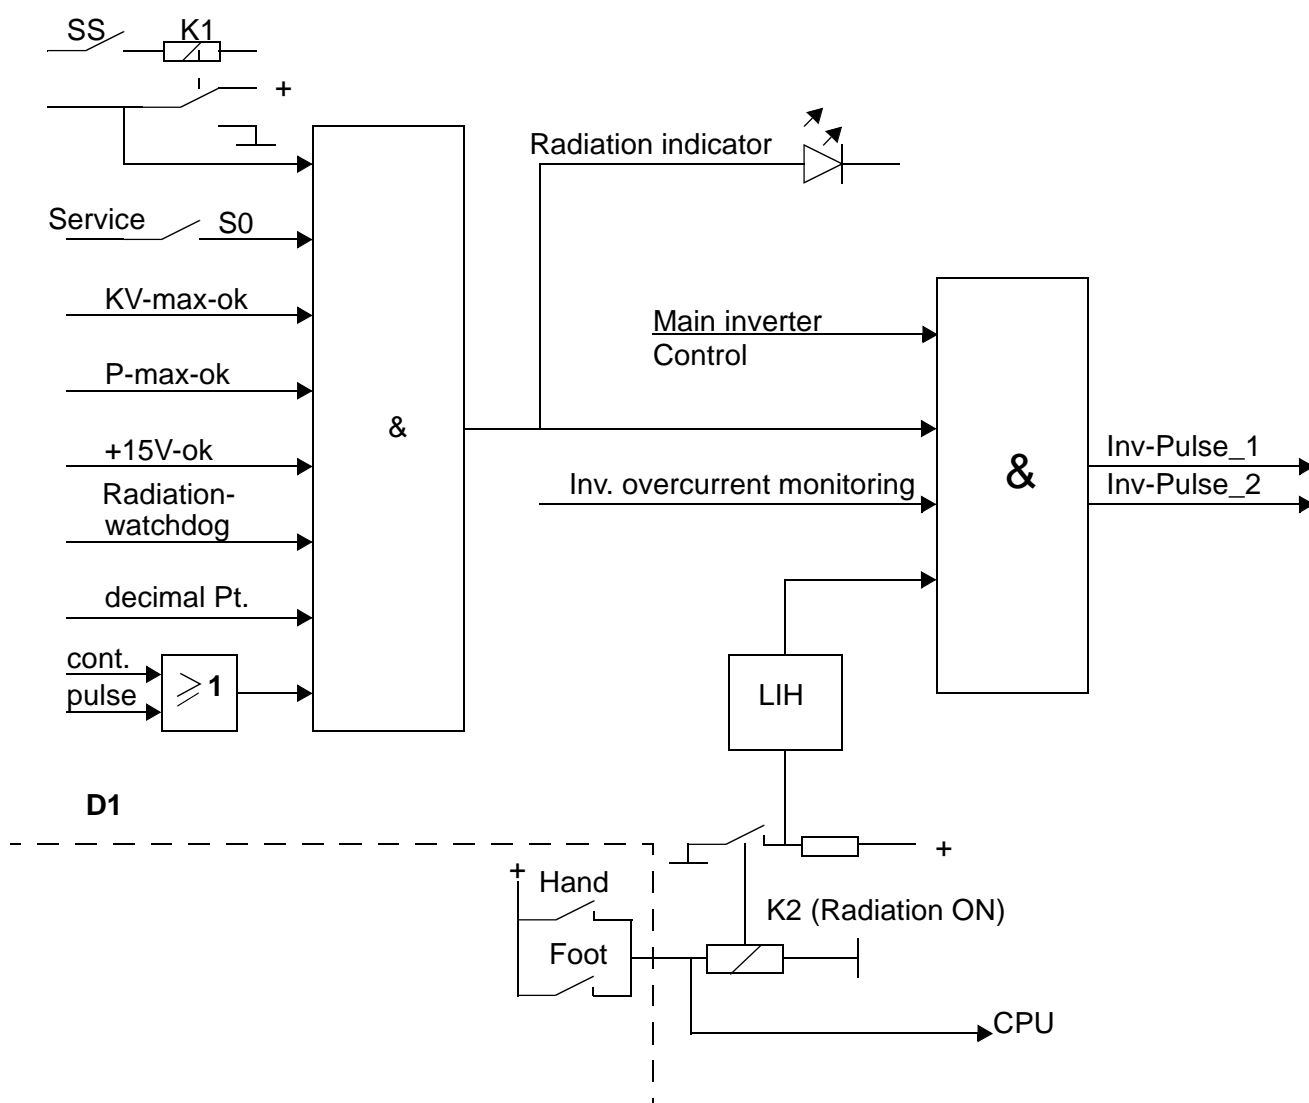 SS K1
+
Radiation indicator
Service S0
KV-max-ok
Main inverter
Control
P-max-ok
&
+15V-ok
Radiation-
watchdog
Inv. overcurrent monitoring
&
Inv-Pulse_1
Inv-Pulse_2
decimal Pt.
cont.
pulse
≥1
LIH
D1
+
+
Hand
K2 (Radiation ON)
Foot
CPU